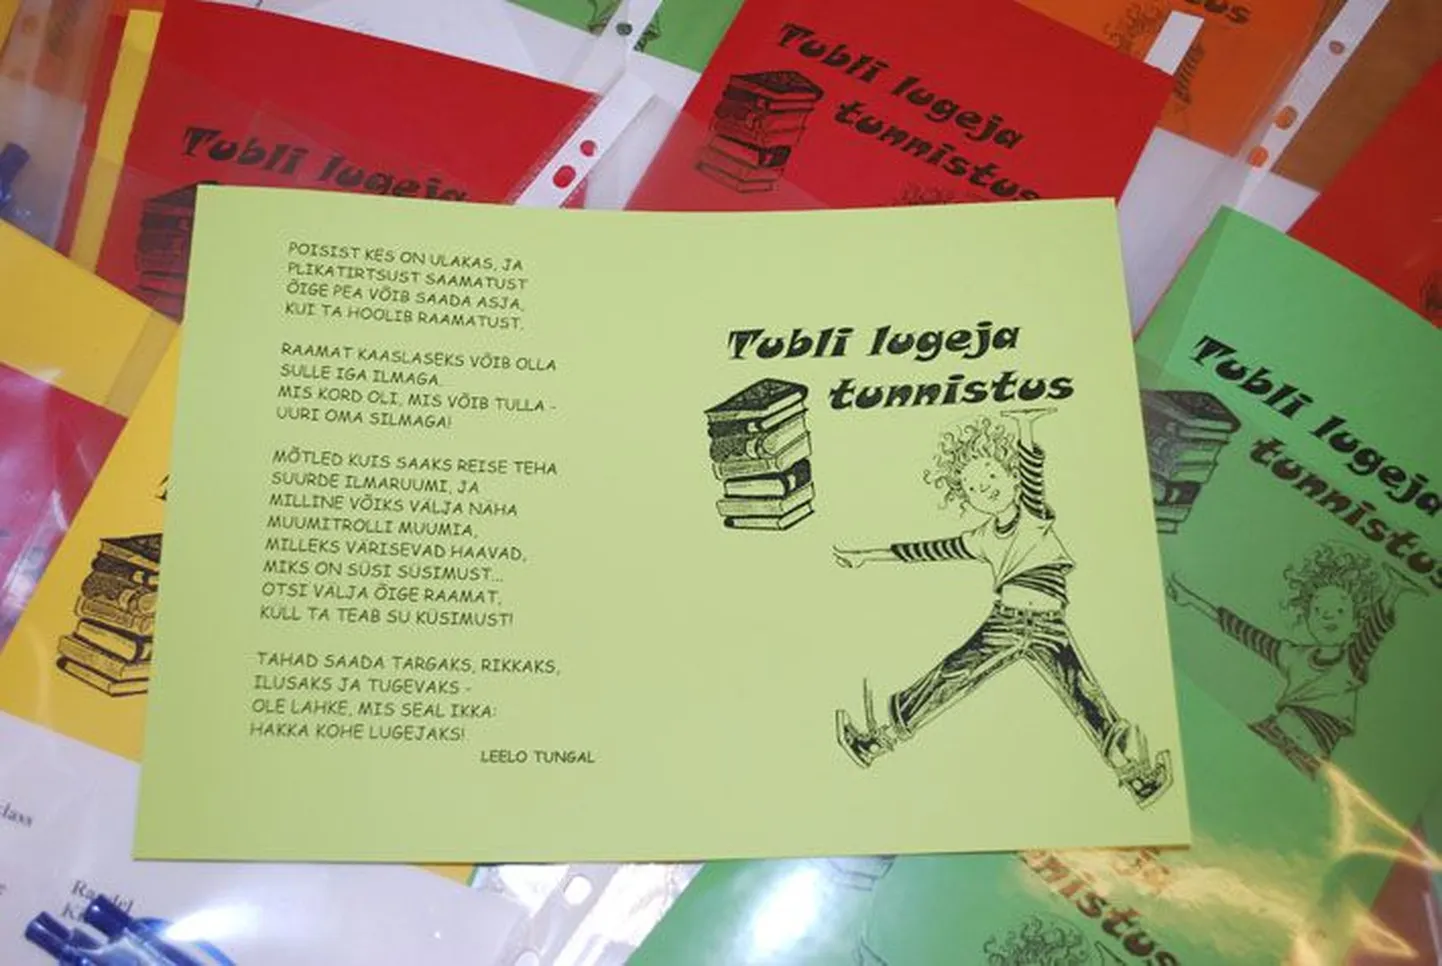 POISIST KES ON ULAKAS, JA
PLIKATIRTSUST SAAMATUST
ÕIGE PEA VÕIB SAADA ASJA,
KUI TA HOOLIB RAAMATUST.
RAAMAT KAASLASEKS VÕIB OLLA
SULLE IGA ILMAGA...
MIS KORD OLI, MIS VÕIB TULLA -
UURI OMA SILMAGA!
MÕTLED KUIS SAAKS REISE TEHA
SUURDE ILMARUUMI, JA
MILLINE VÕIKS VÄLJA NÄHA
MUUMITROLLI MUUMIA,
MILLEKS VÄRISEVAD HAAVAD,
MIKS ON SÜSI SÜSIMUST...
OTSI VÄLJA ÕIGE RAAMAT,
KÜLL TA TEAB SU KÜSIMUST!
TAHAD SAADA TARGAKS, RIKKAKS,
ILUSAKS JA TUGEVAKS -
OLE LAHKE, MIS SEAL IKKA:
HAKKA KOHE LUGEJAKS!
LEELO TUNGAL
Tubli lugeja
tunnistus
Tubli lugeja
Tubli lugeja
tunnistus
Tubli lugeja
tunnistus